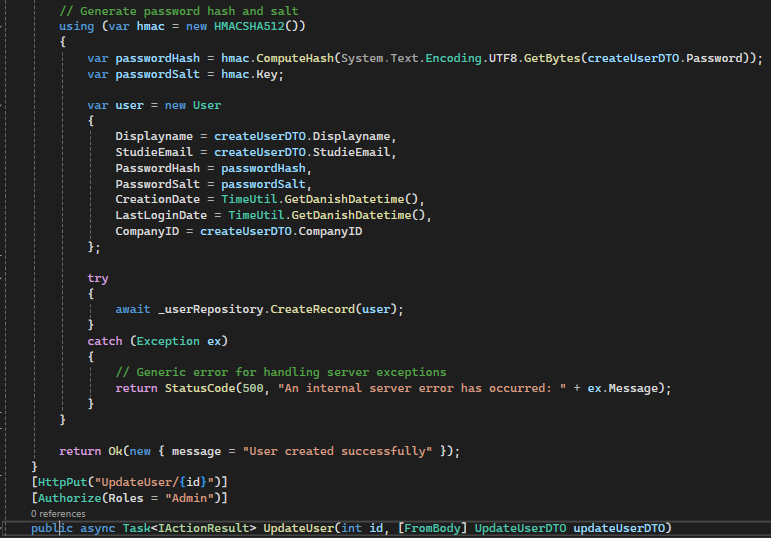 // Generate password hash and salt
using (var hmac = new HMACSHA512())
{
var passwordHash = hmac.ComputeHash(System.Text.Encoding.UTF8.GetBytes(createUserDTO.Password));
var passwordSalt = hmac.Key;
var user = new User
{
Displayname = createUserDTO.Displayname,
StudieEmail = createUserDTO.StudieEmail,
PasswordHash = passwordHash,
PasswordSalt = passwordSalt,
CreationDate = TimeUtil.GetDanishDatetime(),
LastLoginDate = TimeUtil.GetDanishDatetime(),
CompanyID = createUserDTO.CompanyID
};
try
{
await _userRepository.CreateRecord(user);
}
catch (Exception ex)
{
// Generic error for handling server exceptions
return StatusCode(500, "An internal server error has occurred: " + ex.Message);
}
}
return Ok(new { message = "User created successfully" });
}
[HttpPut("UpdateUser/{id}")]
[Authorize(Roles = "Admin")]
0 references
public async Task<IActionResult> UpdateUser(int id, [FromBody] UpdateUserDTO updateUserDTO)